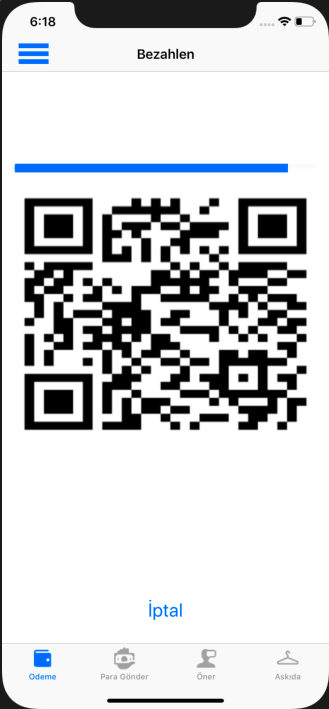 6:18
Bezahlen
İptal
Odeme
Para Gönder
Öner
Askıda